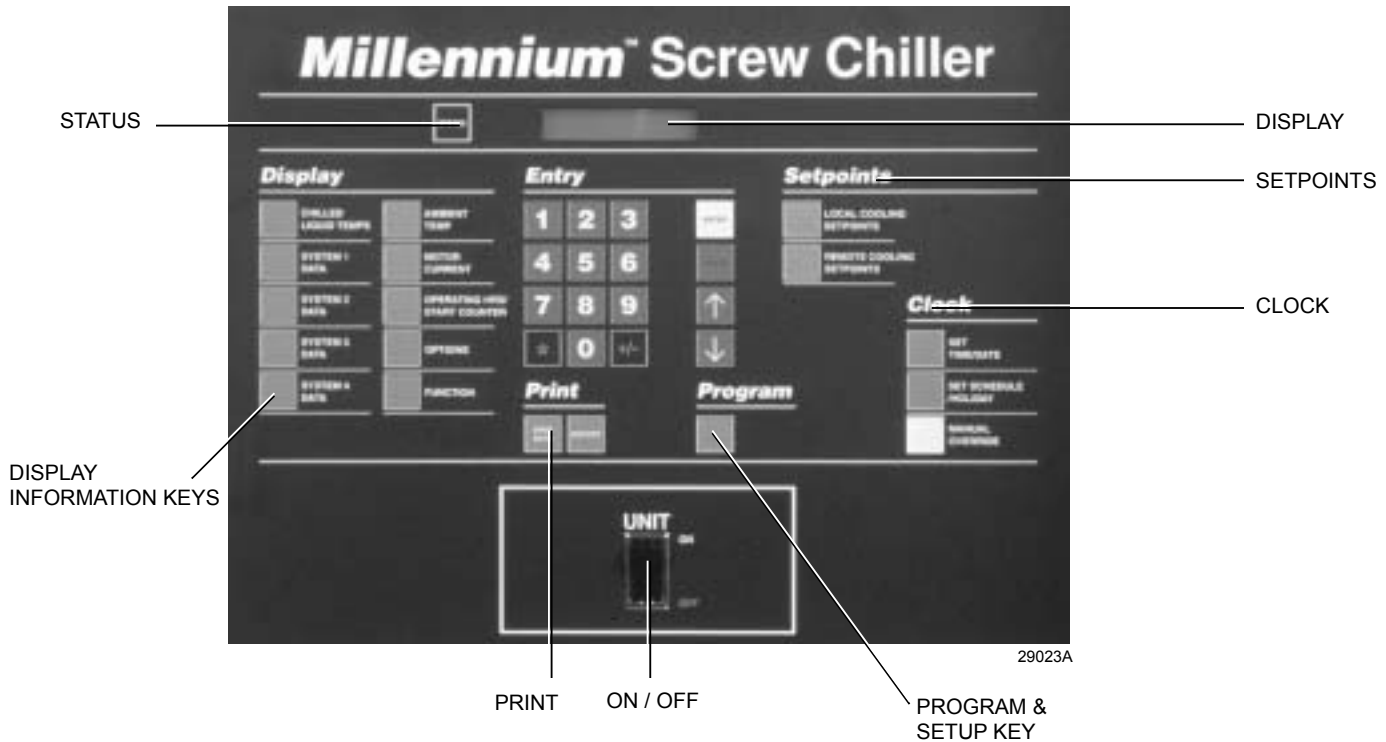 Millennium™ Screw Chiller
STATUS
DISPLAY
SETPOINTS
CLOCK
DISPLAY
INFORMATION KEYS
PRINT
ON / OFF
PROGRAM &
SETUP KEY
29023A
Display
CHILLED
LIQUID TEMPS
SYSTEM 1
DATA
SYSTEM 2
DATA
SYSTEM 3
DATA
SYSTEM 4
DATA
AMBIENT
TEMP
MOTOR
CURRENT
OPERATING HRS/
START COUNTER
OPTIONS
FUNCTION
Entry
1 2 3
4 5 6
7 8 9
* 0 +/-
↑
↓
Setpoints
LOCAL COOLING
SETPOINTS
REMOTE COOLING
SETPOINTS
Clock
SET
TIME/DATE
SET SCHEDULE
HOLIDAY
MANUAL
OVERRIDE
Print
Program
UNIT
ON
OFF